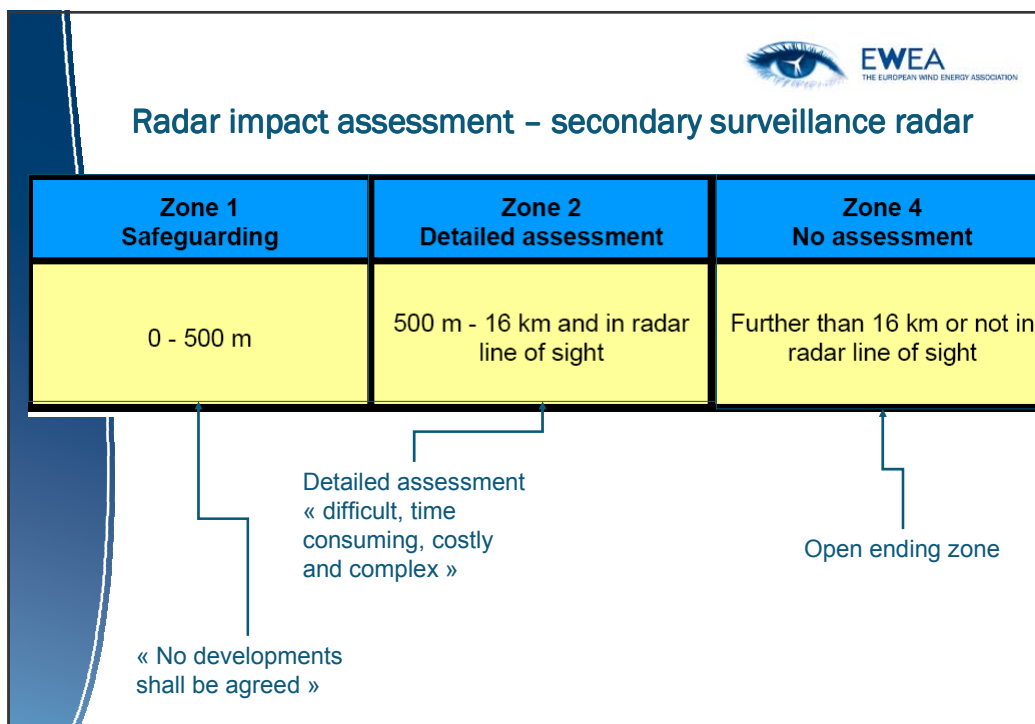 EWEA
THE EUROPEAN WIND ENERGY ASSOCIATION
Radar impact assessment – secondary surveillance radar
Zone 1
Safeguarding
Zone 2
Detailed assessment
Zone 4
No assessment
0 - 500 m
500 m - 16 km and in radar
line of sight
Further than 16 km or not in
radar line of sight
Detailed assessment
« difficult, time
consuming, costly
and complex »
Open ending zone
« No developments
shall be agreed »